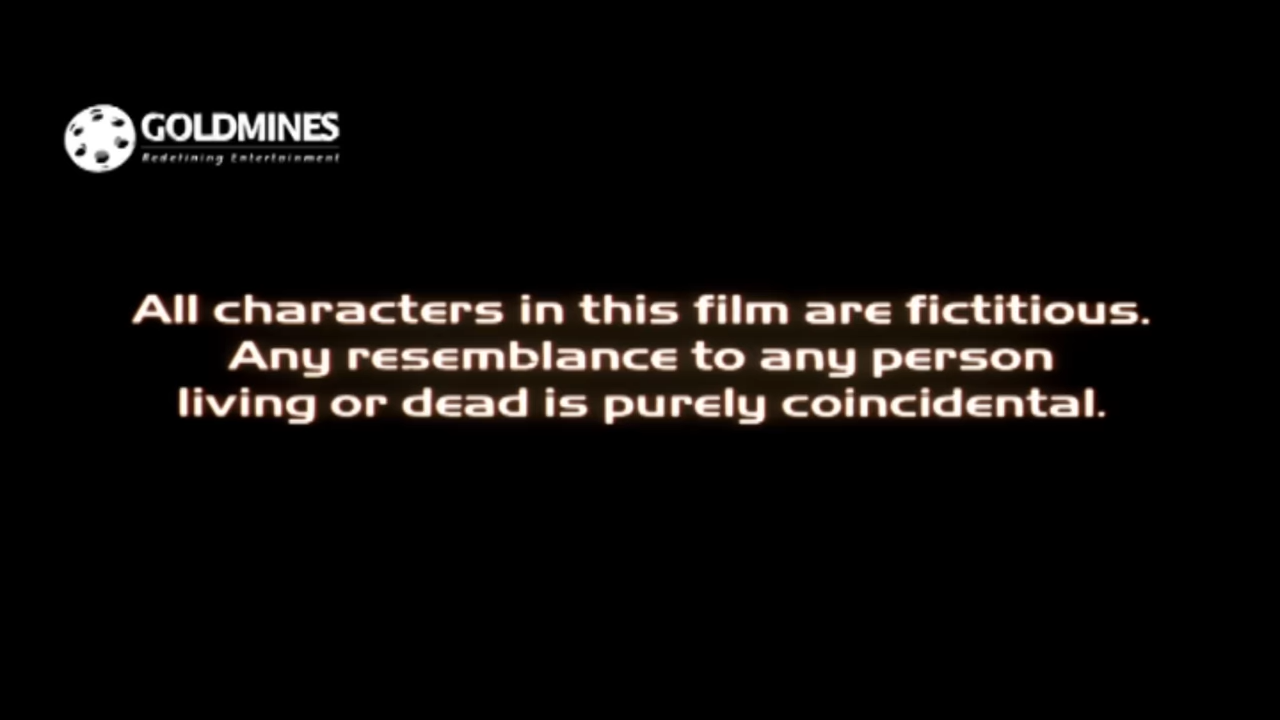 GOLDMINES
Redefining Entertainment
All characters in this film are fictitious.
Any resemblance to any person
living or dead is purely coincidental.